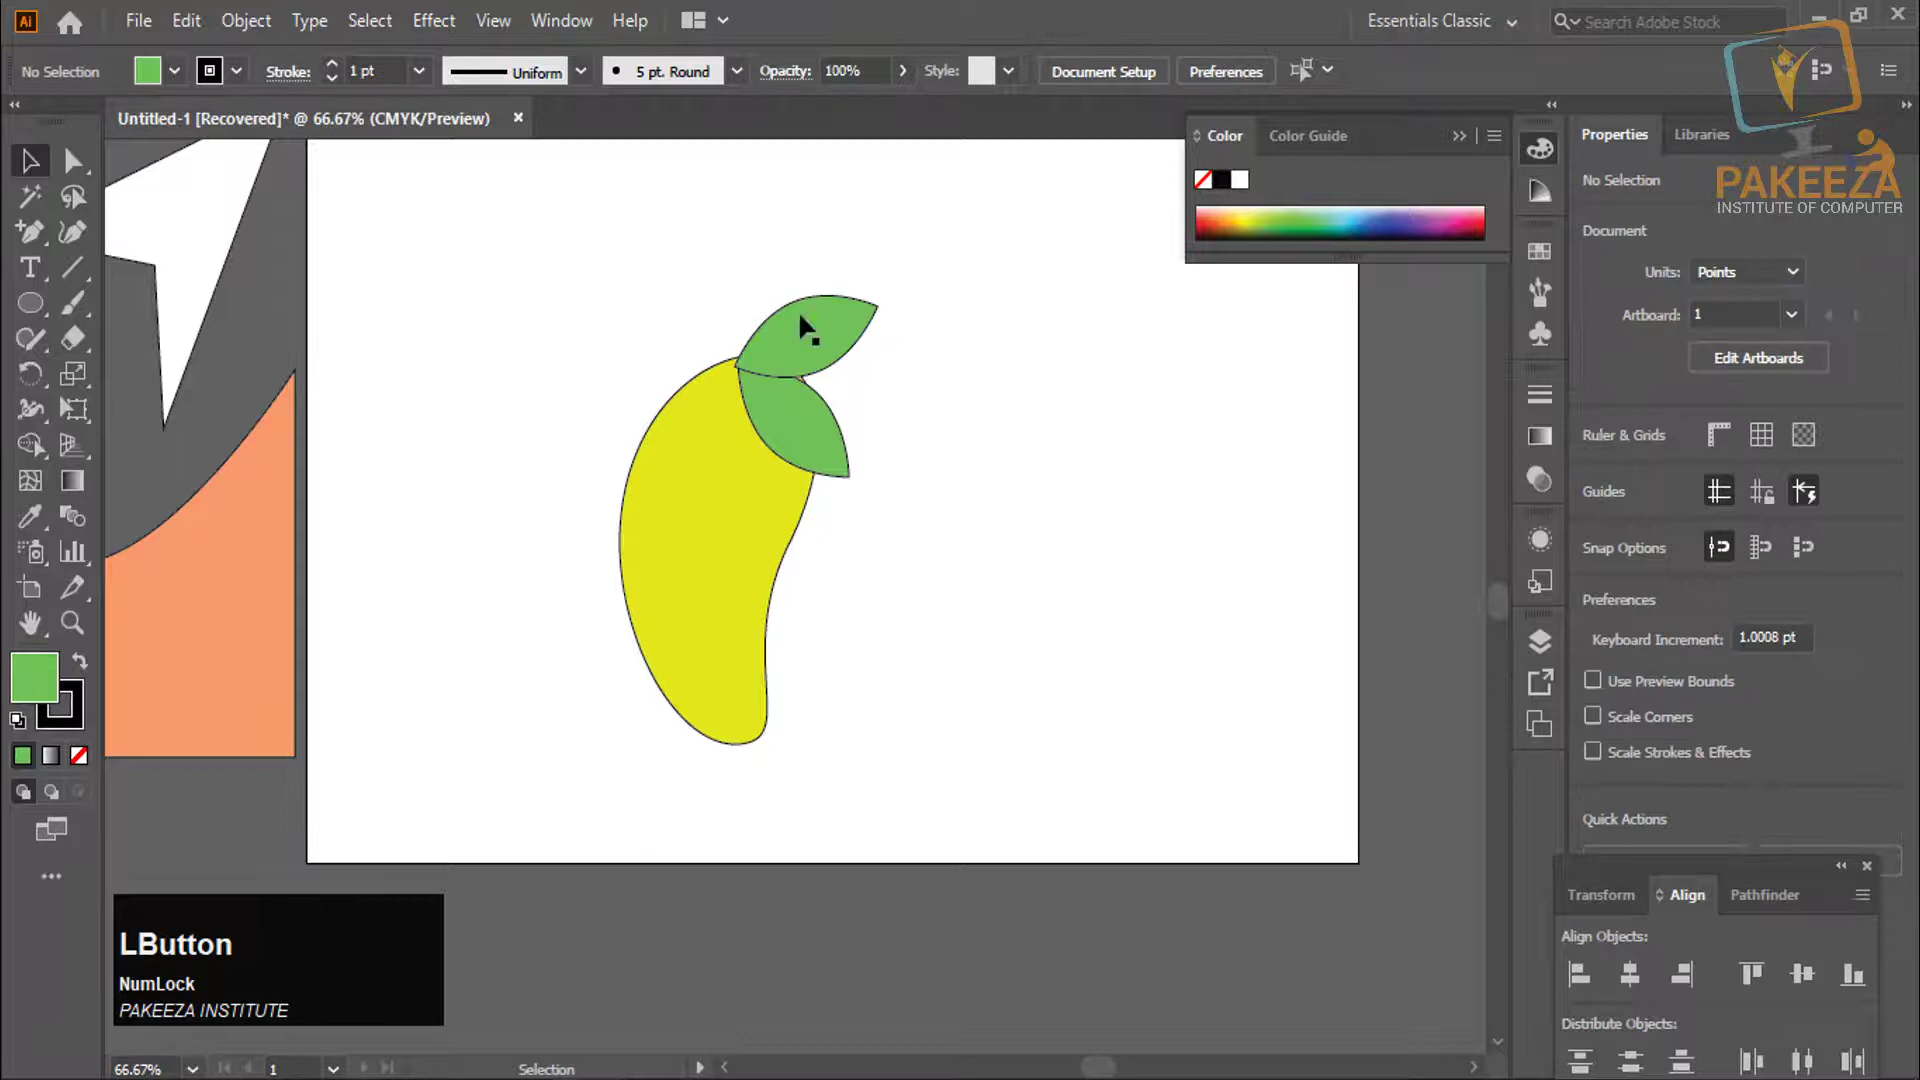 Ai File Edit Object Type Select Effect View Window Help Essentials Classic Search Adobe Stock
No Selection Stroke: 1 pt Uniform 5 pt. Round Opacity: 100% Style: Document Setup Preferences
Untitled-1 [Recovered]* @ 66.67% (CMYK/Preview)
Color Color Guide
Properties Libraries
PAKEEZA
INSTITUTE OF COMPUTER
No Selection
Document
Units: Points
Artboard: 1
Edit Artboards
Ruler & Grids
Guides
Snap Options
Preferences
Keyboard Increment: 1.0008 pt
Use Preview Bounds
Scale Corners
Scale Strokes & Effects
Quick Actions
Transform Align Pathfinder
Align Objects:
Distribute Objects:
LButton
NumLock
PAKEEZA INSTITUTE
66.67% 1 Selection